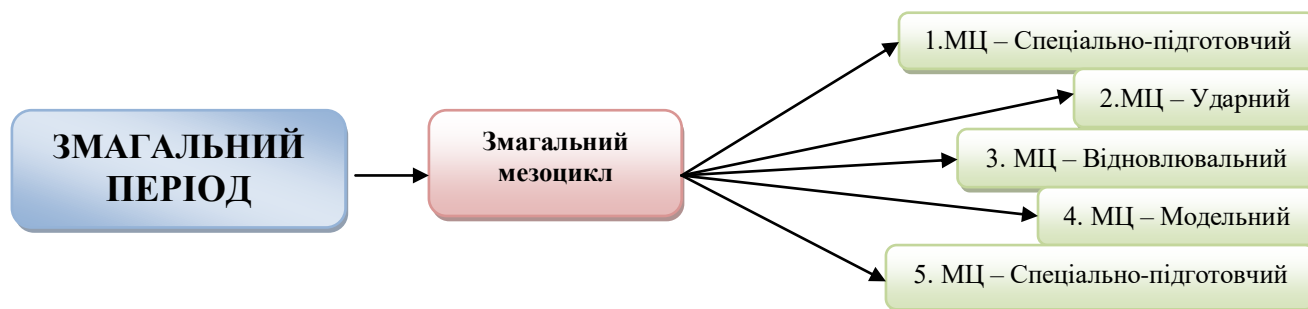 ЗМАГАЛЬНИЙ
ПЕРІОД
Змагальний
мезоцикл
1.МЦ – Спеціально-підготовчий
2.МЦ – Ударний
3. МЦ – Відновлювальний
4. МЦ – Модельний
5. МЦ – Спеціально-підготовчий